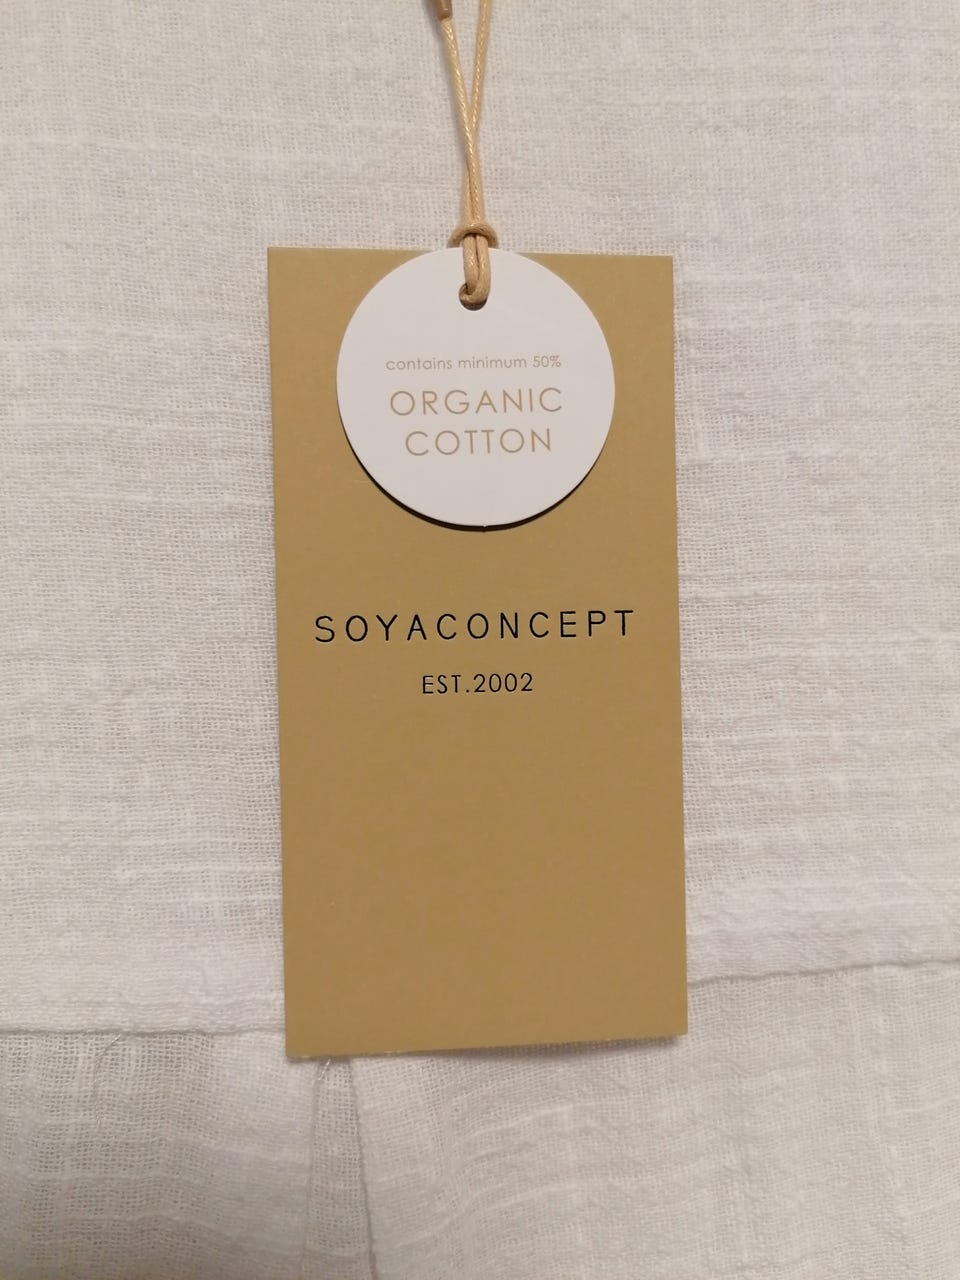 contains minimum 50%
ORGANIC
COTTON
SOYACONCEPT
EST.2002